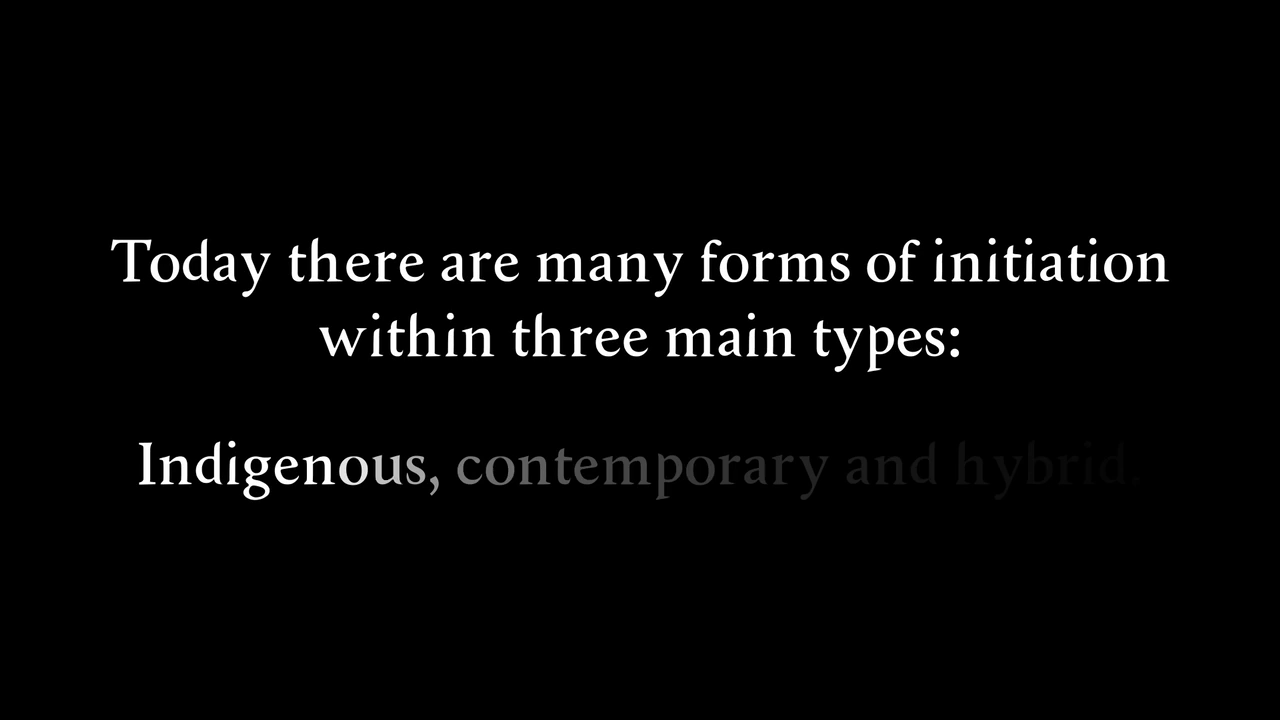 Today there are many forms of initiation
within three main types:
Indigenous, contemporary and hybrid.